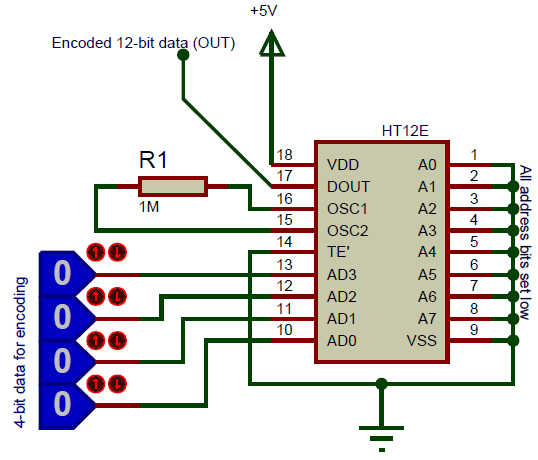 +5V
Encoded 12-bit data (OUT)
HT12E
R1
1M
18 VDD A0 1
17 DOUT A1 2
16 OSC1 A2 3
15 OSC2 A3 4
14 TE' A4 5
13 AD3 A5 6
12 AD2 A6 7
11 AD1 A7 8
10 AD0 VSS 9
All address bits set low
0
0
0
0
4-bit data for encoding